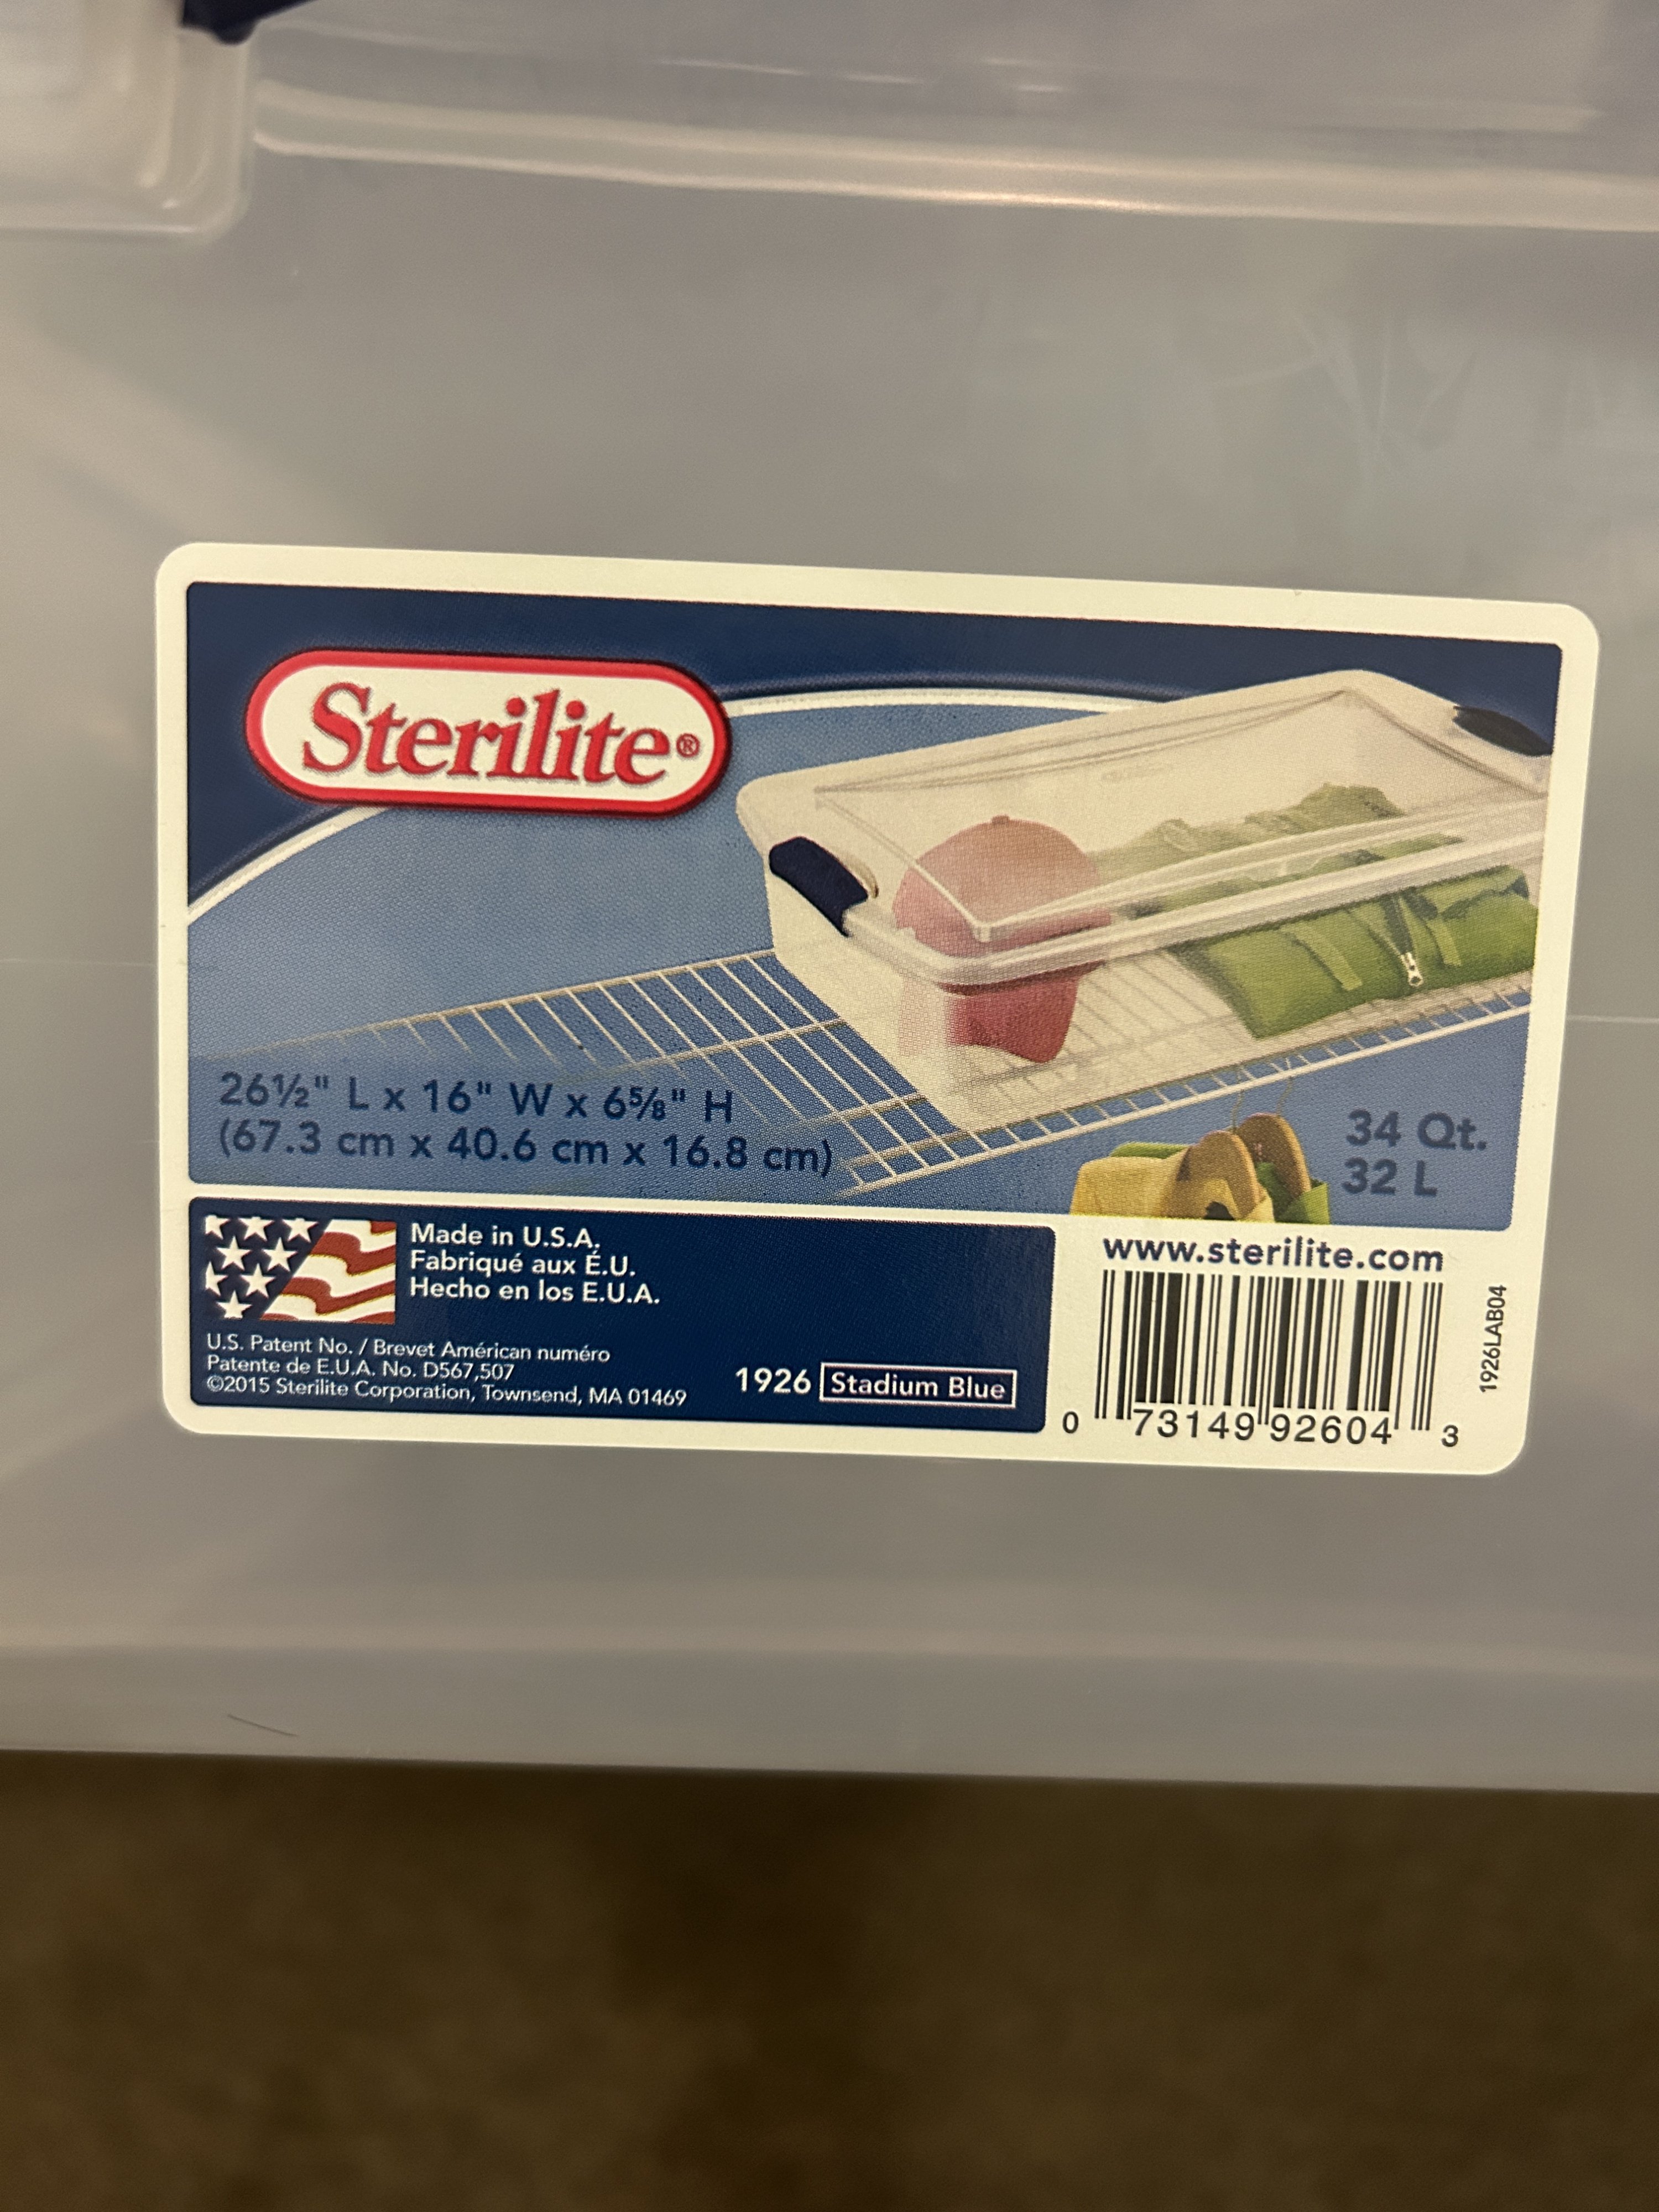 Sterilite®
26½" L x 16" W x 6⅝" H
(67.3 cm x 40.6 cm x 16.8 cm)
34 Qt.
32 L
Made in U.S.A.
Fabriqué aux É.U.
Hecho en los E.U.A.
U.S. Patent No. / Brevet Américan numéro
Patente de E.U.A. No. D567,507
©2015 Sterilite Corporation, Townsend, MA 01469
1926 Stadium Blue
www.sterilite.com
0 73149 92604 3
1926LAB04